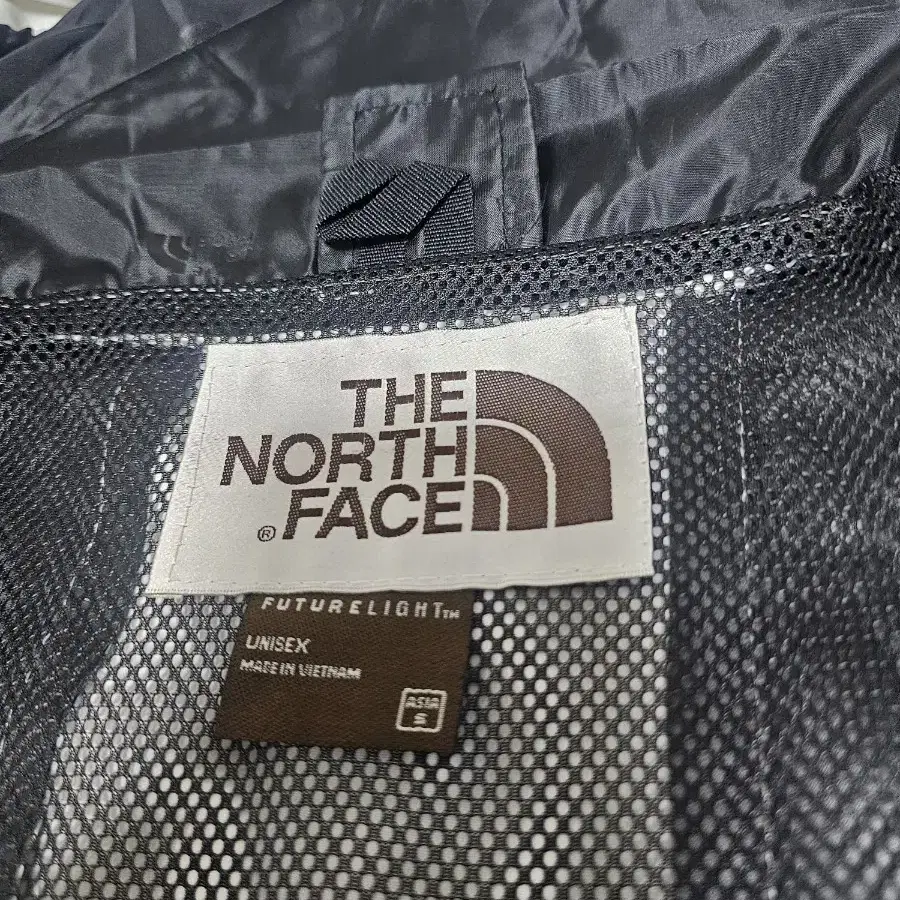 THE
NORTH
® FACE
FUTURELIGHT™
UNISEX
MADE IN VIETNAM
ASIA
S